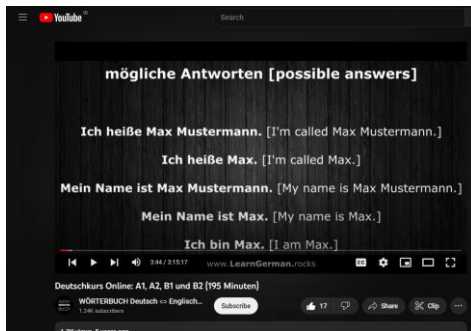 YouTube
Search
mögliche Antworten [possible answers]
Ich heiße Max Mustermann. [I'm called Max Mustermann.]
Ich heiße Max. [I'm called Max.]
Mein Name ist Max Mustermann. [My name is Max Mustermann.]
Mein Name ist Max. [My name is Max.]
Ich bin Max. [I am Max.]
3:44 / 3:15:17 www.LearnGerman.rocks
Deutschkurs Online: A1, A2, B1 und B2 (195 Minuten)
WÖRTERBUCH Deutsch ⇔ Englisch...
1.24K subscribers
Subscribe
17
Share
Clip